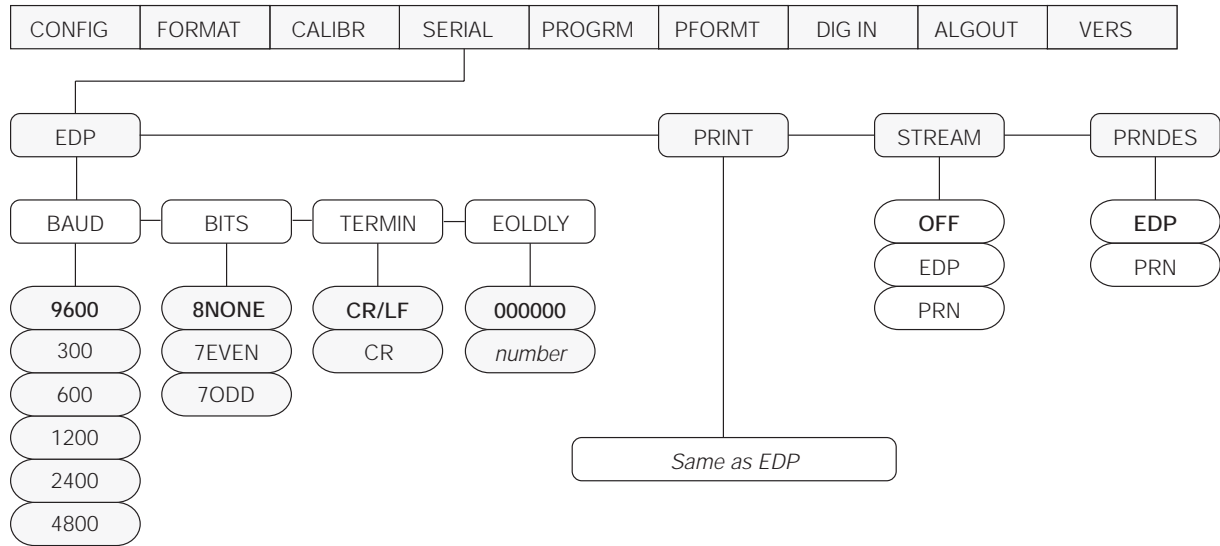 CONFIG FORMAT CALIBR SERIAL PROGRM PFORMT DIG IN ALGOUT VERS
EDP PRINT STREAM PRNDES
BAUD BITS TERMIN EOLDLY OFF EDP
EDP PRN
9600 8NONE CR/LF 000000 PRN
300 7EVEN CR number
600 7ODD
1200
Same as EDP
2400
4800